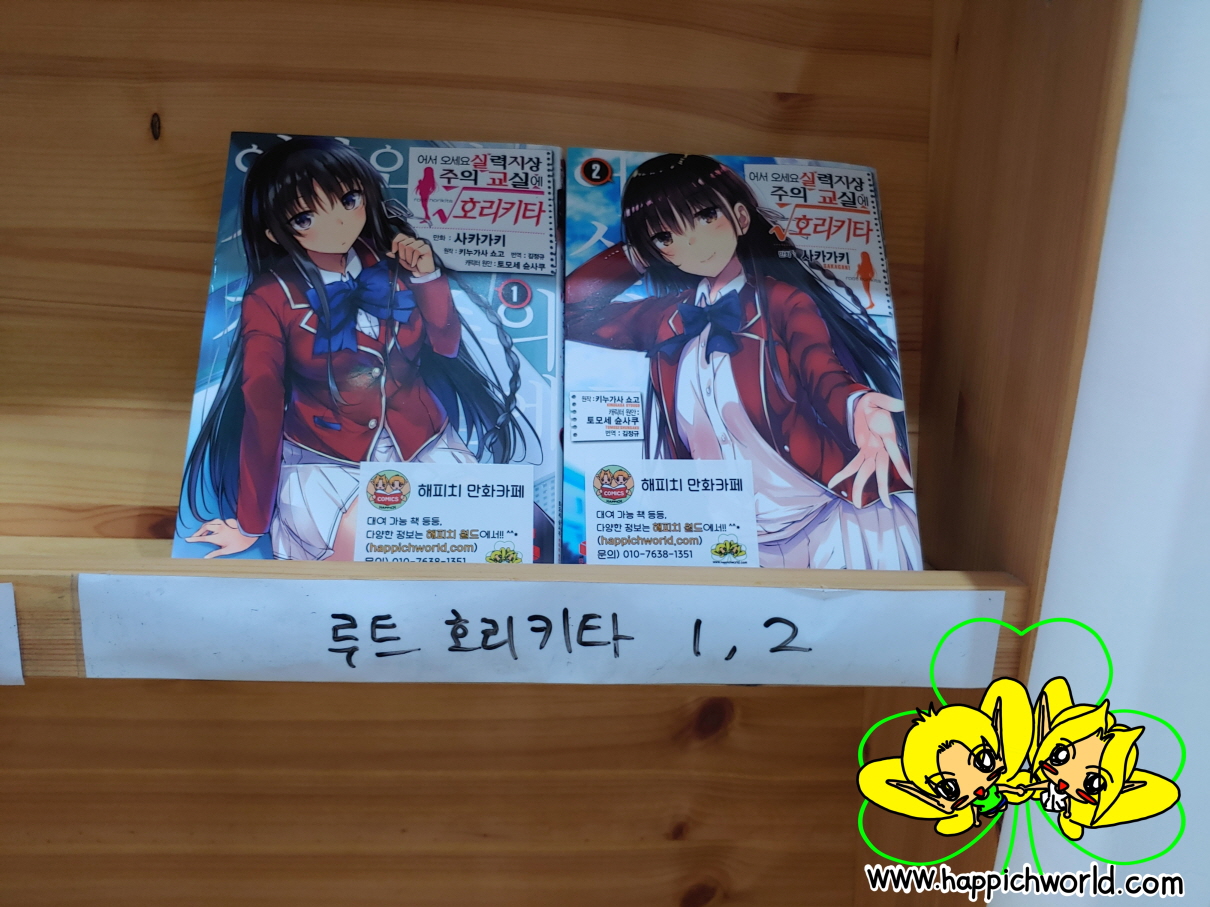 어서 오세요 실력지상
주의 교실에
√호리키타
만화 : 사카가키
원작 : 키누가사 쇼고 번역 : 김정규
캐릭터 원안 : 토모세 슌사쿠
1
COMICS
해피치 만화카페
대여 가능 책 등등,
다양한 정보는 해피치 월드에서!! ^^*
(happichworld.com)
문의) 010-7638-1351
2
어서 오세요 실력지상
주의 교실에
√호리키타
만화 사카가키
SAKAGAKI
원작 : 키누가사 쇼고
캐릭터 원안 :
토모세 슌사쿠
번역 : 김정규
COMICS
해피치 만화카페
대여 가능 책 등등,
다양한 정보는 해피치 월드에서!! ^^*
(happichworld.com)
문의) 010-7638-1351
www.happichworld.com
루트 호리키타 1, 2
www.happichworld.com